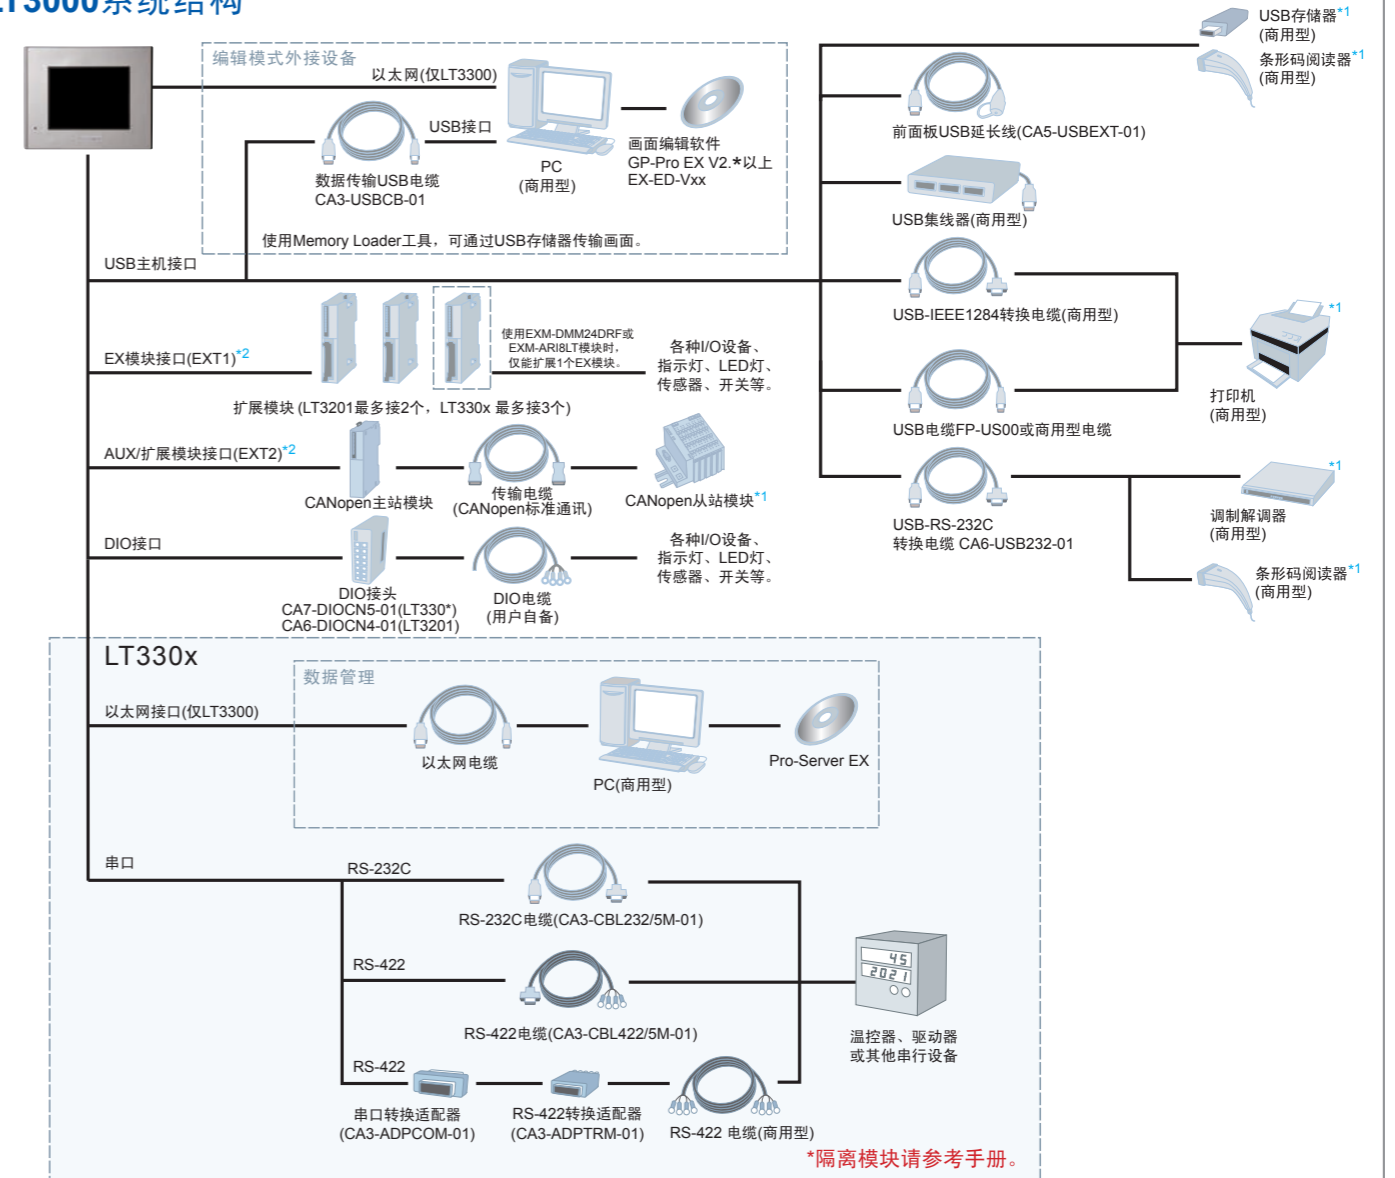 LT3000系统结构
编辑模式外接设备
以太网(仅LT3300)
USB接口
数据传输USB电缆
CA3-USBCB-01
PC
(商用型)
画面编辑软件
GP-Pro EX V2.*以上
EX-ED-Vxx
使用Memory Loader工具，可通过USB存储器传输画面。
USB存储器*1
(商用型)
条形码阅读器*1
(商用型)
前面板USB延长线(CA5-USBEXT-01)
USB集线器(商用型)
USB主机接口
USB-IEEE1284转换电缆(商用型)
*1
打印机
(商用型)
USB电缆FP-US00或商用型电缆
USB-RS-232C
转换电缆 CA6-USB232-01
*1
调制解调器
(商用型)
条形码阅读器*1
(商用型)
EX模块接口(EXT1)*2
使用EXM-DMM24DRF或
EXM-ARI8LT模块时，
仅能扩展1个EX模块。
各种I/O设备、
指示灯、LED灯、
传感器、开关等。
扩展模块 (LT3201最多接2个，LT330x 最多接3个)
AUX/扩展模块接口(EXT2)*2
CANopen主站模块
传输电缆
(CANopen标准通讯)
CANopen从站模块*1
DIO接口
DIO接头
CA7-DIOCN5-01(LT330*)
CA6-DIOCN4-01(LT3201)
DIO电缆
(用户自备)
各种I/O设备、
指示灯、LED灯、
传感器、开关等。
LT330x
数据管理
以太网接口(仅LT3300)
以太网电缆
PC(商用型)
Pro-Server EX
串口
RS-232C
RS-232C电缆(CA3-CBL232/5M-01)
RS-422
RS-422电缆(CA3-CBL422/5M-01)
45
2021
温控器、驱动器
或其他串行设备
RS-422
串口转换适配器
(CA3-ADPCOM-01)
RS-422转换适配器
(CA3-ADPTRM-01)
RS-422 电缆(商用型)
*隔离模块请参考手册。